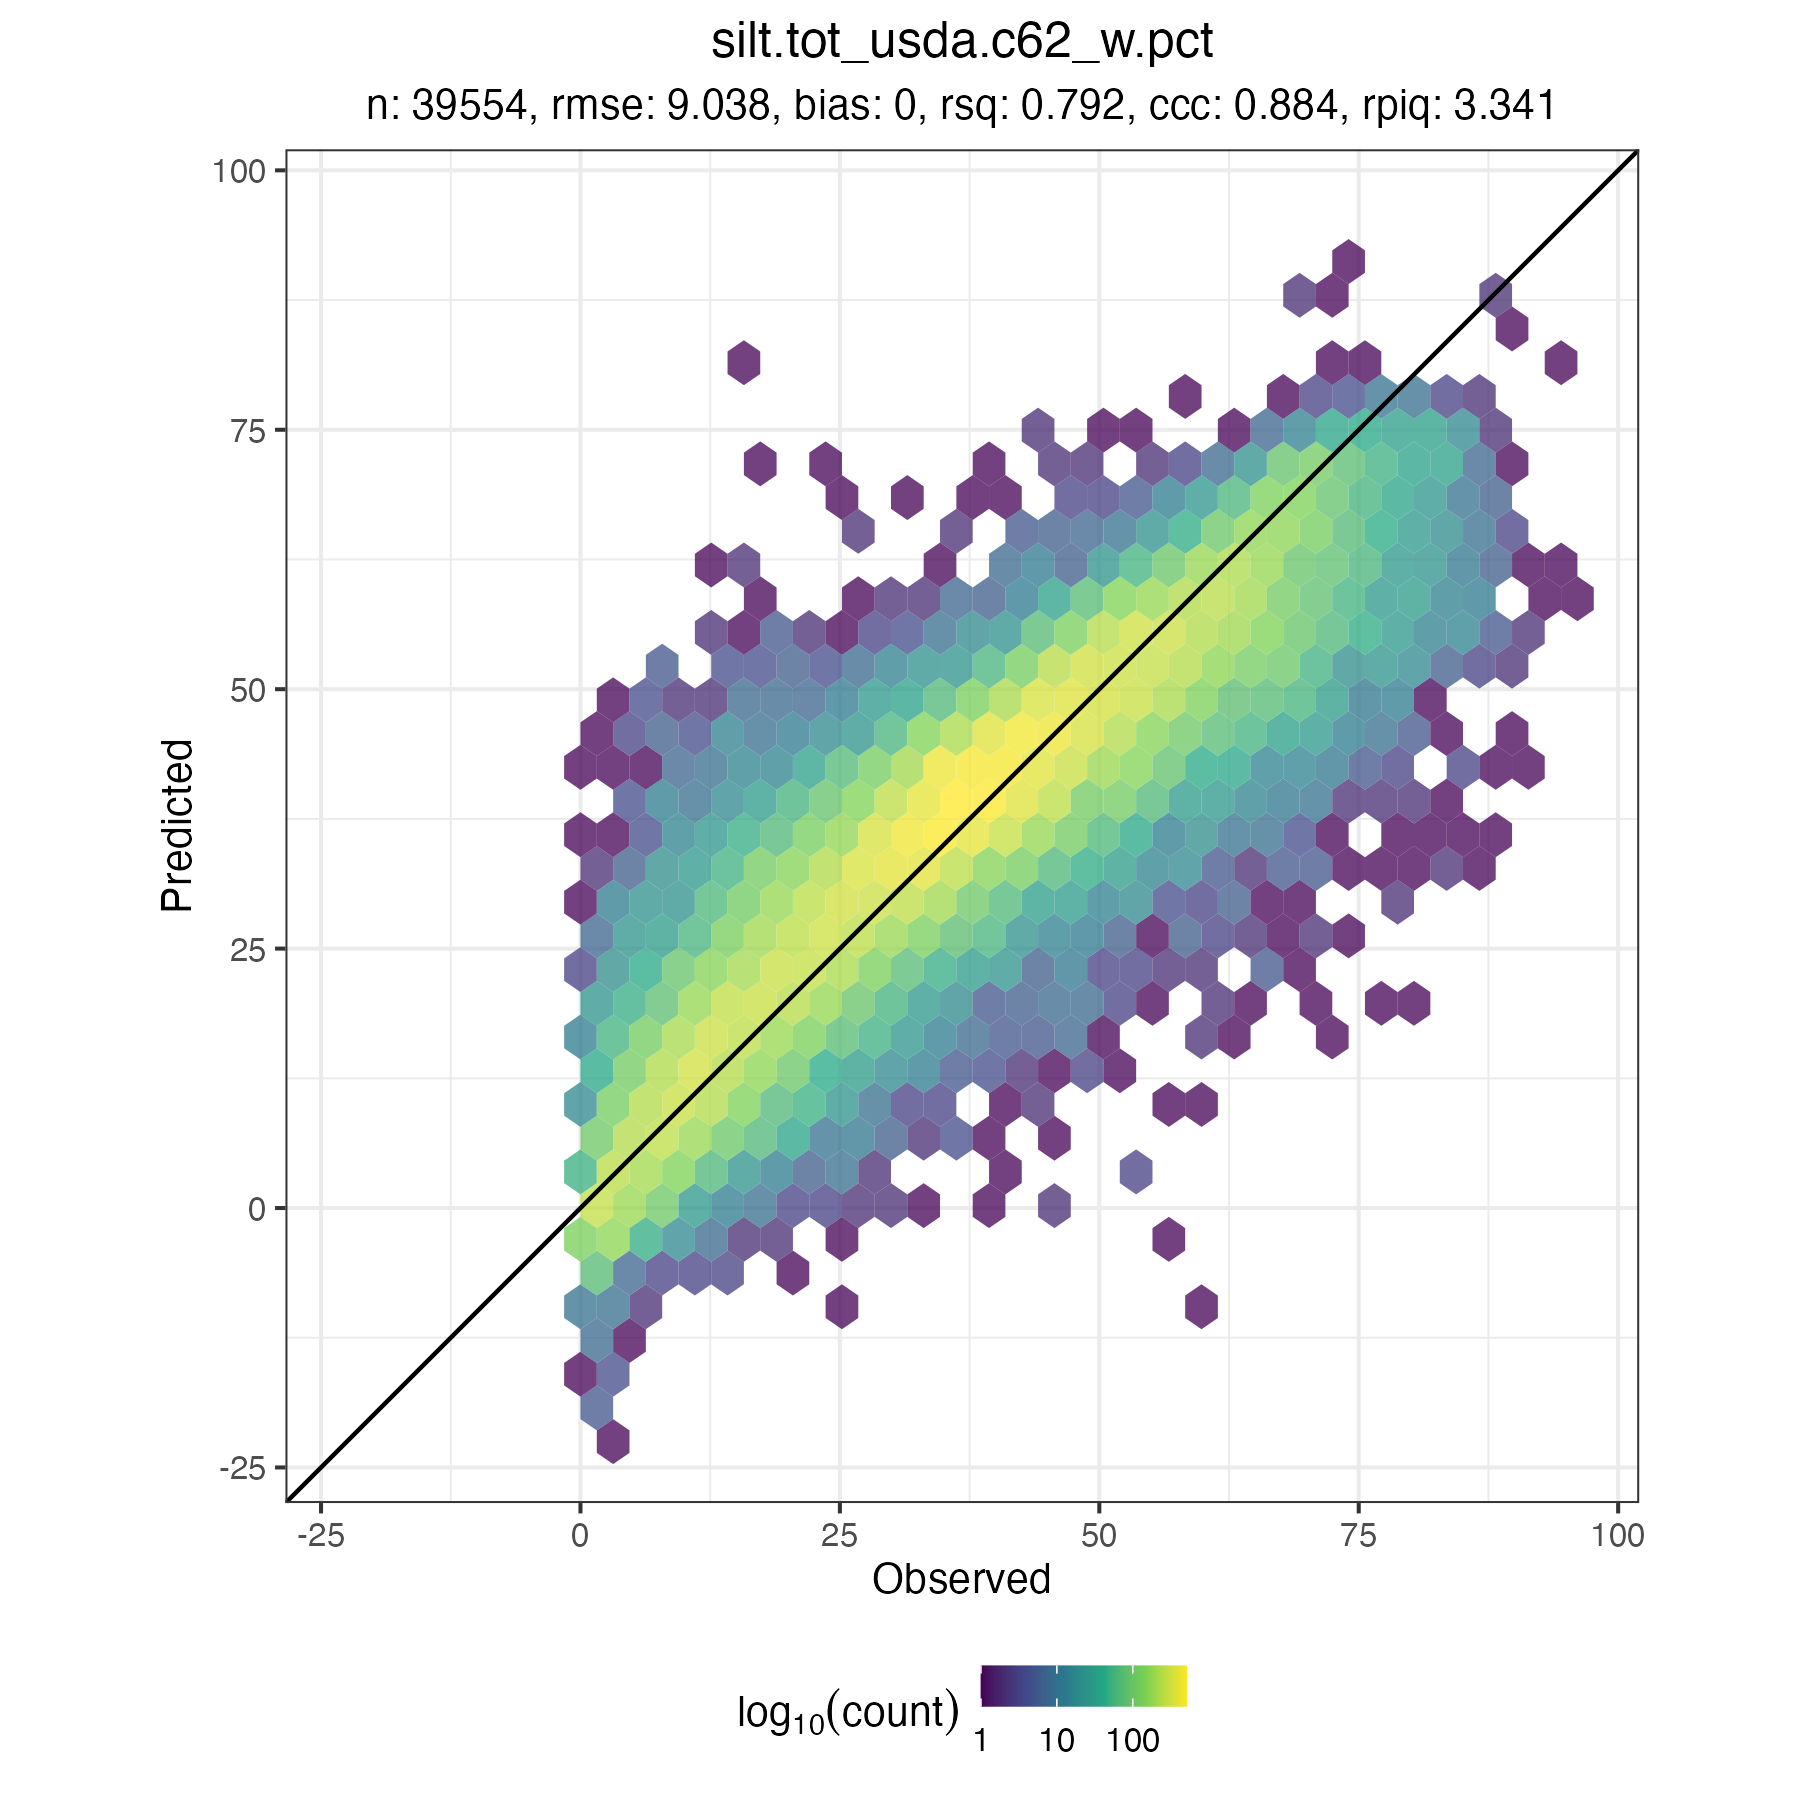 silt.tot_usda.c62_w.pct
n: 39554, rmse: 9.038, bias: 0, rsq: 0.792, ccc: 0.884, rpiq: 3.341
100
75
50
25
0
-25
Predicted
-25 0 25 50 75 100
Observed
log₁₀(count)
1 10 100